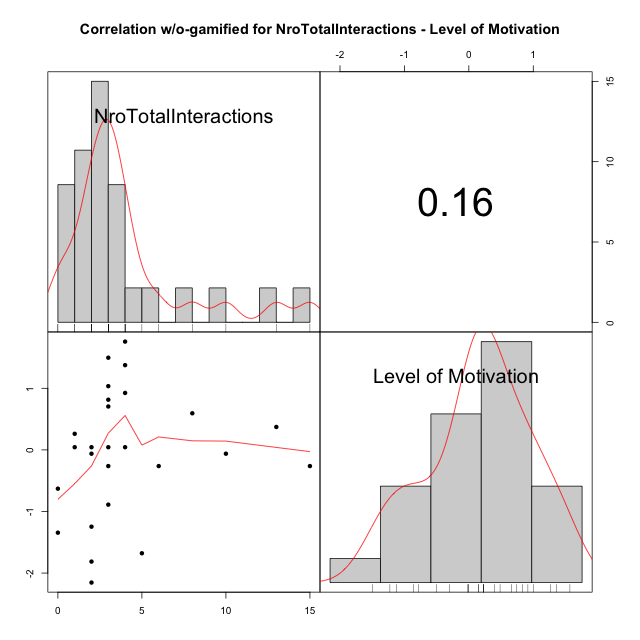 Correlation w/o-gamified for NroTotalInteractions - Level of Motivation
-2 -1 0 1
NroTotalInteractions
0.16
15
10
5
0
Level of Motivation
1
0
-1
-2
0 5 10 15